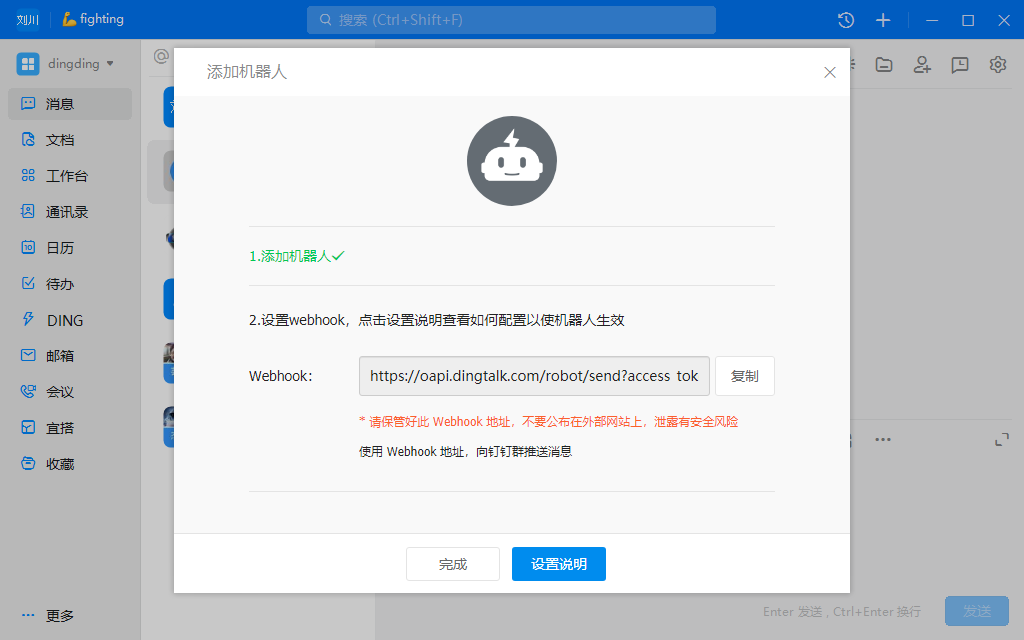 刘川
fighting
搜索 (Ctrl+Shift+F)
dingding
消息
文档
工作台
通讯录
日历
待办
DING
邮箱
会议
宜搭
收藏
更多
添加机器人
1.添加机器人
2.设置webhook，点击设置说明查看如何配置以使机器人生效
Webhook:
https://oapi.dingtalk.com/robot/send?access_tok
复制
* 请保管好此 Webhook 地址，不要公布在外部网站上，泄露有安全风险
使用 Webhook 地址，向钉钉群推送消息
完成
设置说明
Enter 发送 , Ctrl+Enter 换行
发送